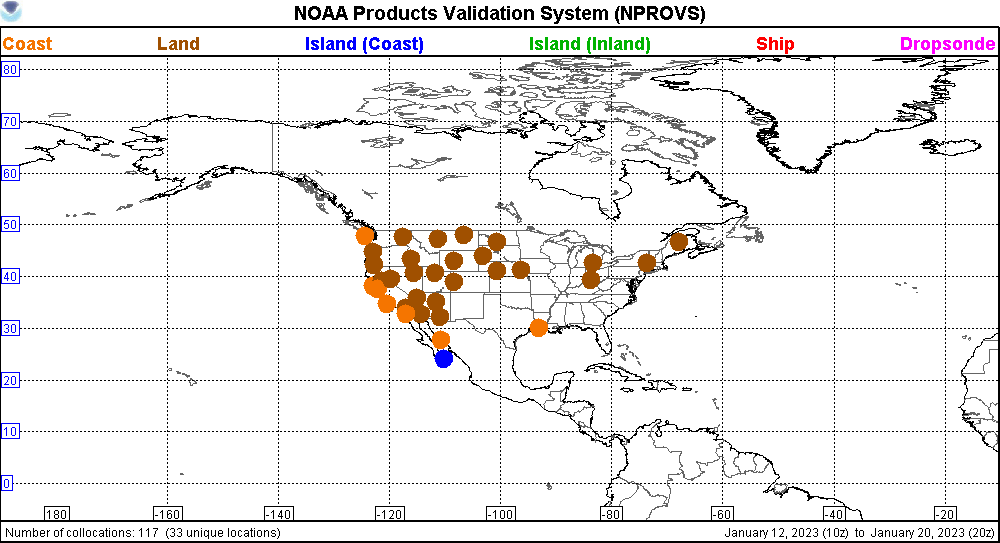 NOAA Products Validation System (NPROVS)
Coast Land Island (Coast) Island (Inland) Ship Dropsonde
80
70
60
50
40
30
20
10
0
180 -160 -140 -120 -100 -80 -60 -40 -20
Number of collocations: 117 (33 unique locations) January 12, 2023 (10z) to January 20, 2023 (20z)